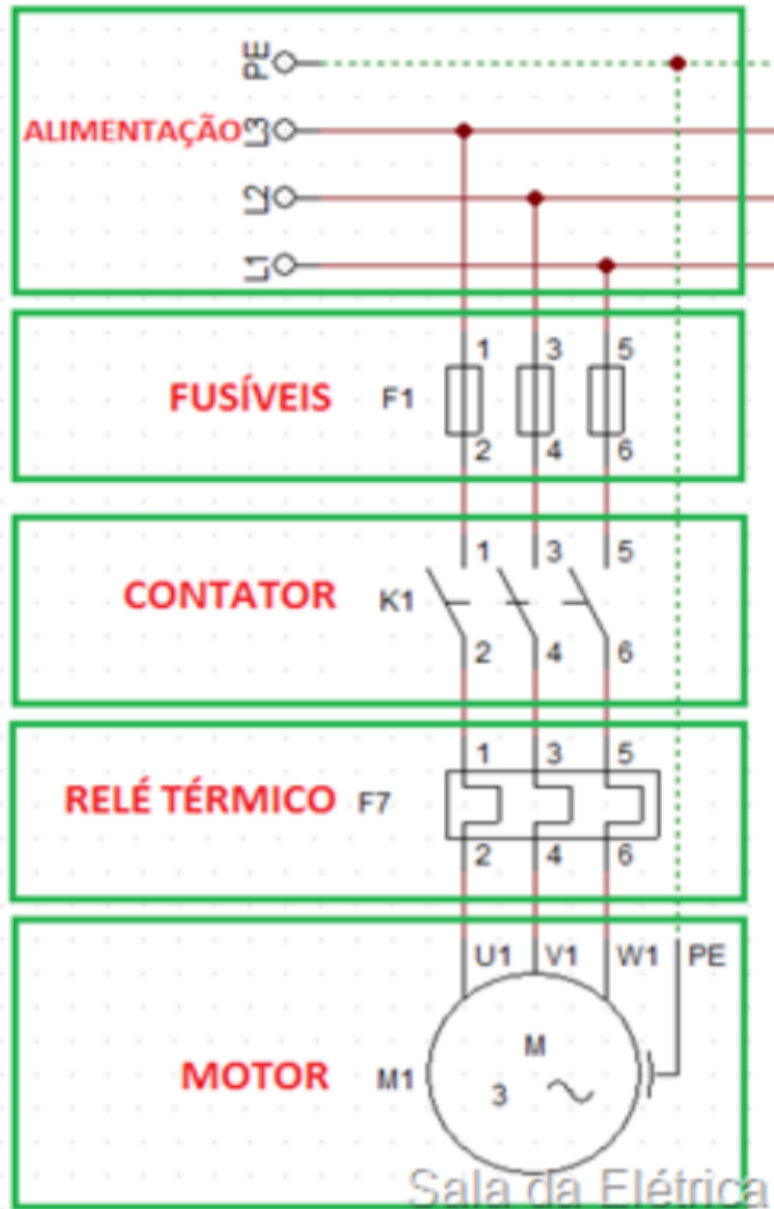 PE
ALIMENTAÇÃO L3
L2
L1
1 3 5
FUSÍVEIS F1
2 4 6
1 3 5
CONTATOR K1
2 4 6
1 3 5
RELÉ TÉRMICO F7
2 4 6
U1 V1 W1 PE
M
MOTOR M1
3
Sala da Elétrica